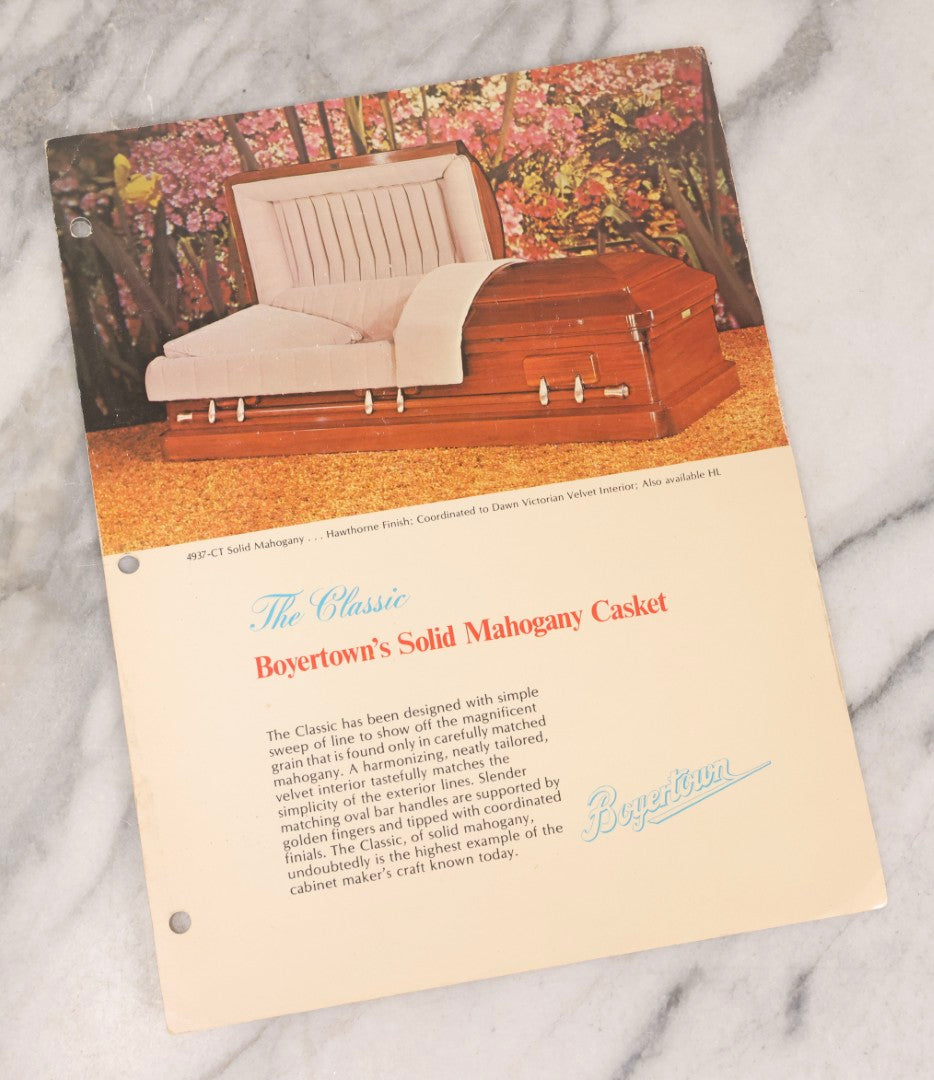 4937-CT Solid Mahogany . . . Hawthorne Finish; Coordinated to Dawn Victorian Velvet Interior; Also available HL
The Classic
Boyertown's Solid Mahogany Casket
The Classic has been designed with simple
sweep of line to show off the magnificent
grain that is found only in carefully matched
mahogany. A harmonizing, neatly tailored,
velvet interior tastefully matches the
simplicity of the exterior lines. Slender
matching oval bar handles are supported by
golden fingers and tipped with coordinated
finials. The Classic, of solid mahogany,
undoubtedly is the highest example of the
cabinet maker's craft known today.
Boyertown